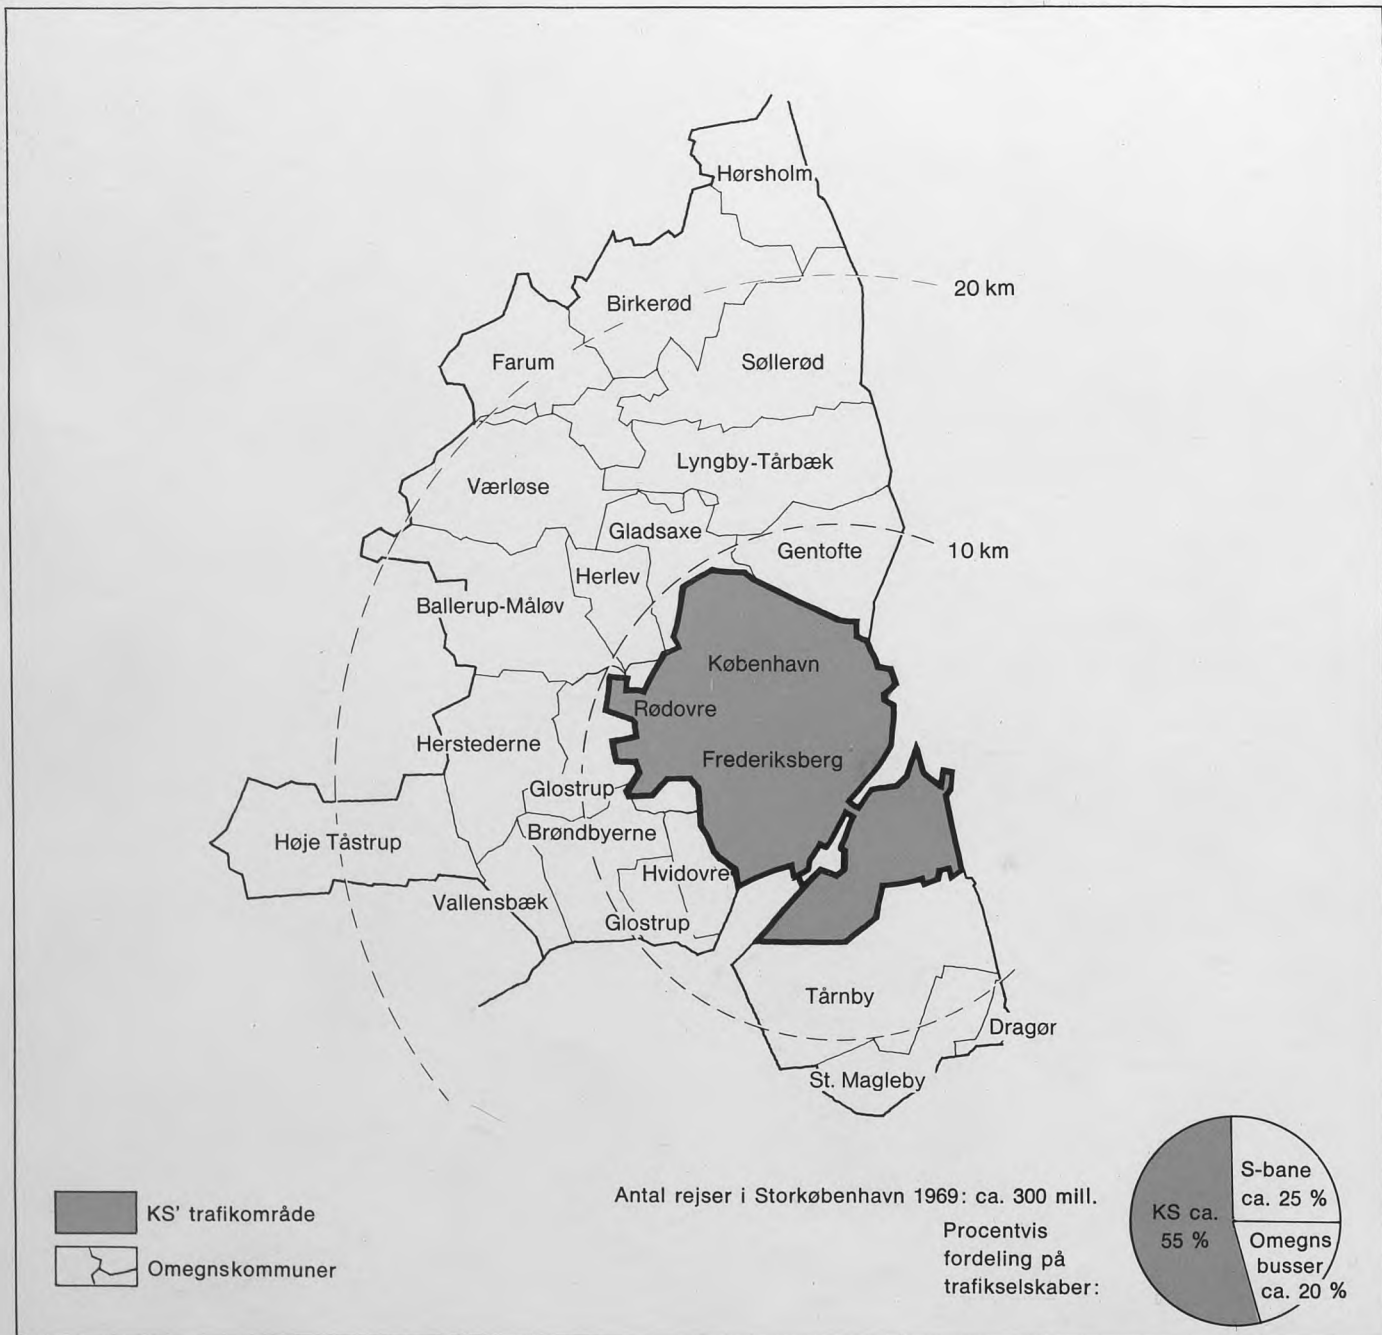 Hørsholm
20 km
Birkerød
Farum
Søllerød
Lyngby-Tårbæk
Værløse
Gladsaxe
Gentofte
10 km
Herlev
Ballerup-Måløv
København
Rødovre
Herstederne
Frederiksberg
Glostrup
Brøndbyerne
Høje Tåstrup
Hvidovre
Vallensbæk
Glostrup
Tårnby
Dragør
St. Magleby
KS' trafikområde
Omegnskommuner
Antal rejser i Storkøbenhavn 1969: ca. 300 mill.
Procentvis
fordeling på
trafikselskaber:
KS ca.
55 %
S-bane
ca. 25 %
Omegns
busser
ca. 20 %